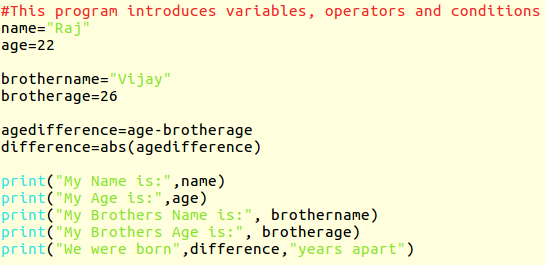 #This program introduces variables, operators and conditions
name="Raj"
age=22
brothername="Vijay"
brotherage=26
agedifference=age-brotherage
difference=abs(agedifference)
print("My Name is:",name)
print("My Age is:",age)
print("My Brothers Name is:", brothername)
print("My Brothers Age is:", brotherage)
print("We were born",difference,"years apart")